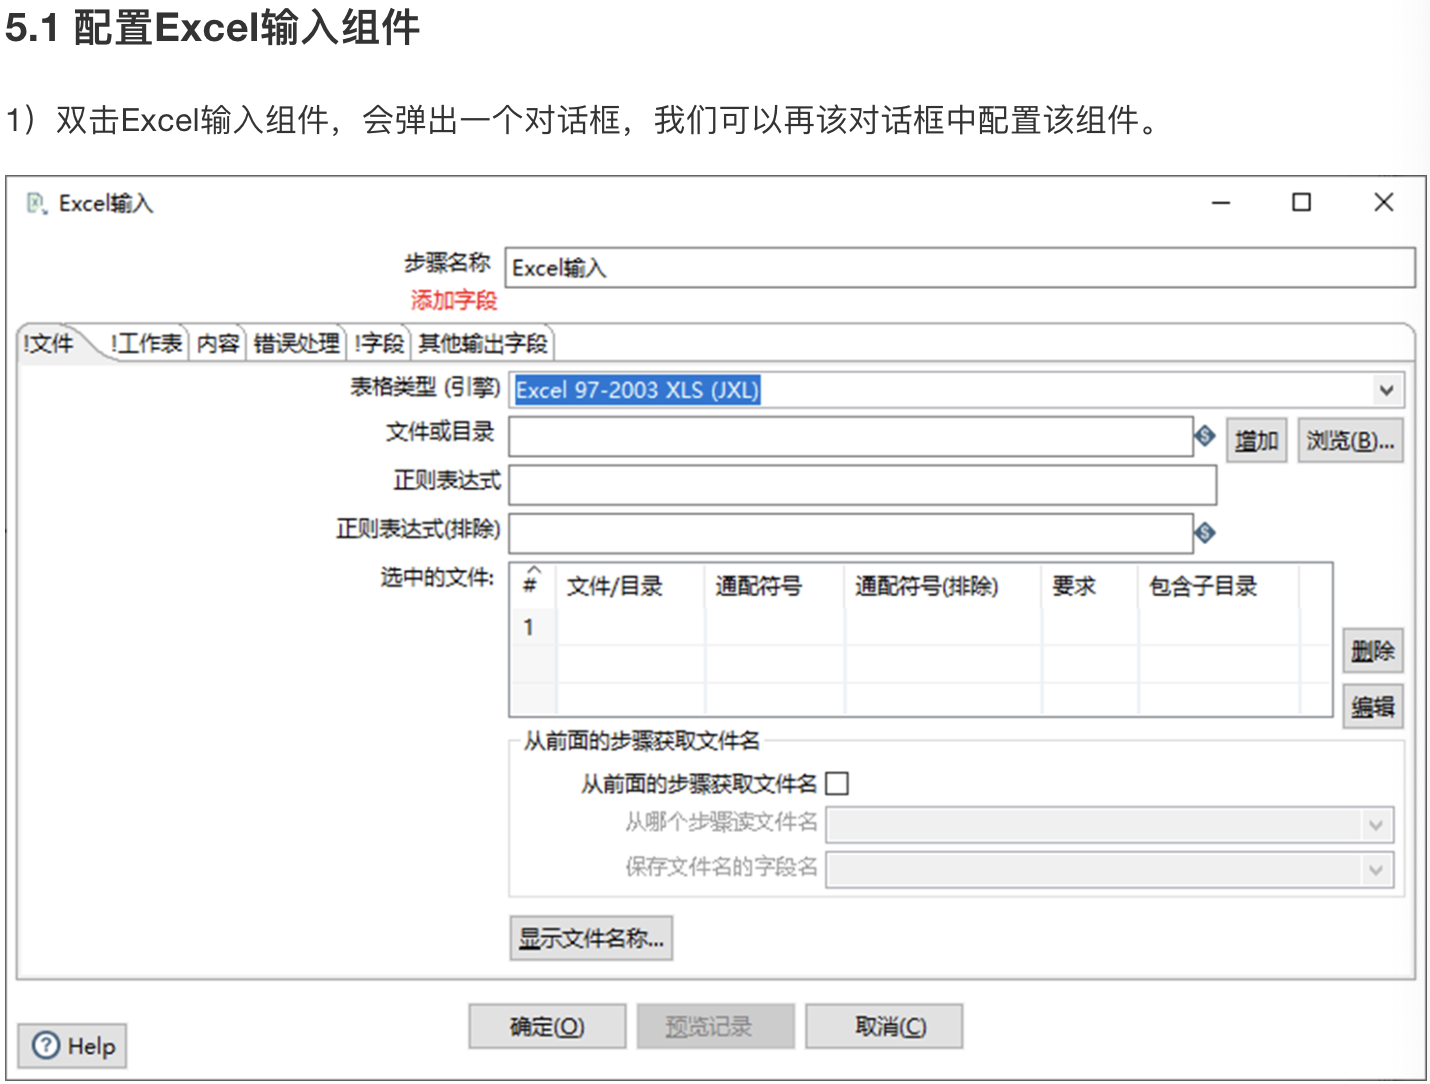 5.1 配置Excel输入组件
1）双击Excel输入组件，会弹出一个对话框，我们可以再该对话框中配置该组件。
Excel输入
步骤名称 Excel输入
添加字段
!文件 !工作表 内容 错误处理 !字段 其他输出字段
表格类型 (引擎) Excel 97-2003 XLS (JXL)
文件或目录 增加 浏览(B)...
正则表达式
正则表达式(排除)
选中的文件: # 文件/目录 通配符号 通配符号(排除) 要求 包含子目录
1
删除
编辑
从前面的步骤获取文件名
从前面的步骤获取文件名
从哪个步骤读文件名
保存文件名的字段名
显示文件名称...
确定(O) 预览记录 取消(C)
Help